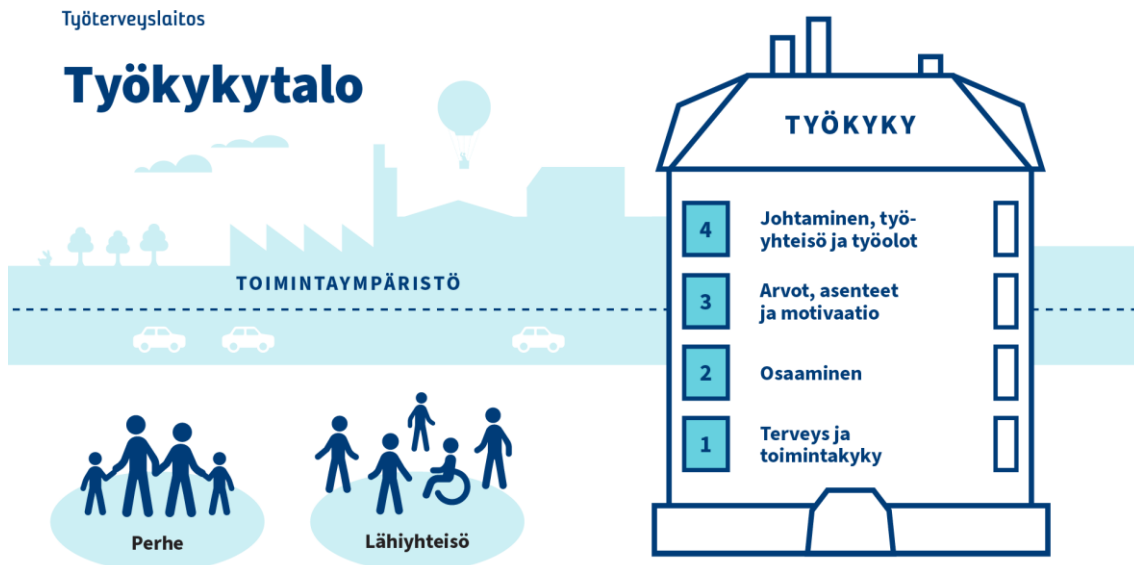 Työterveyslaitos
Työkykytalo
TYÖKYKY
4
Johtaminen, työ-
yhteisö ja työolot
3
Arvot, asenteet
ja motivaatio
2
Osaaminen
1
Terveys ja
toimintakyky
TOIMINTAYMPÄRISTÖ
Perhe
Lähiyhteisö